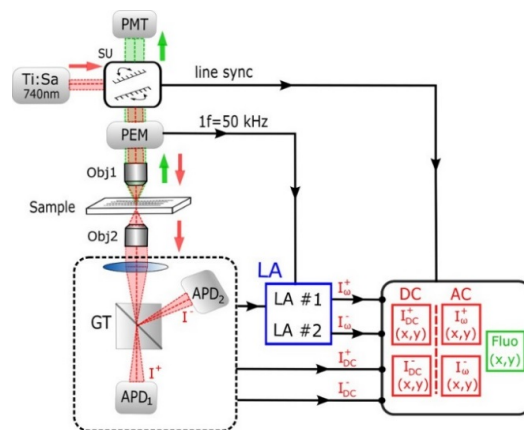 PMT
SU
Ti:Sa
740nm
line sync
PEM
1f=50 kHz
Obj1
Sample
Obj2
LA
APD₂
LA #1
LA #2
I⁺ω
I⁻ω
GT
I⁻
I⁺
APD₁
I⁺DC
I⁻DC
DC AC
I⁺DC (x,y)
I⁺ω (x,y)
Fluo (x,y)
I⁻DC (x,y)
I⁻ω (x,y)